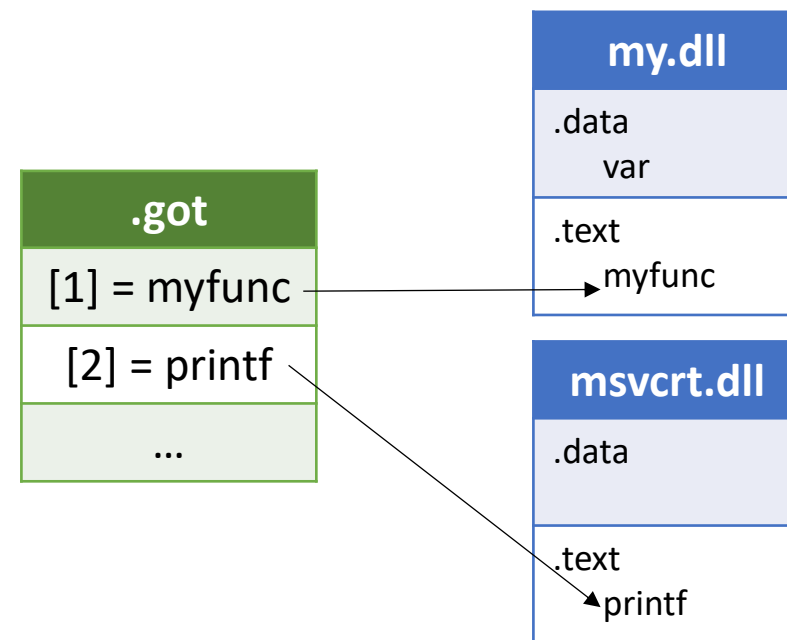 .got
[1] = myfunc
[2] = printf
...
my.dll
.data
var
.text
myfunc
msvcrt.dll
.data
.text
printf